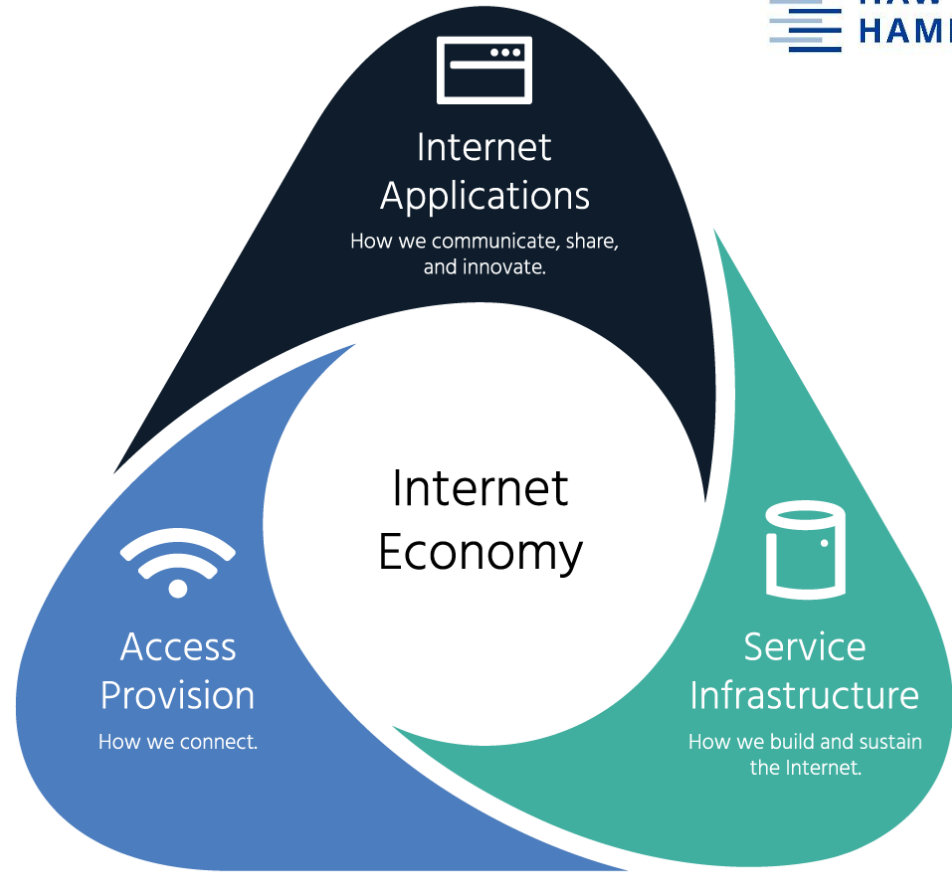 HAMB
Internet
Applications
How we communicate, share,
and innovate.
Internet
Economy
Access
Provision
How we connect.
Service
Infrastructure
How we build and sustain
the Internet.